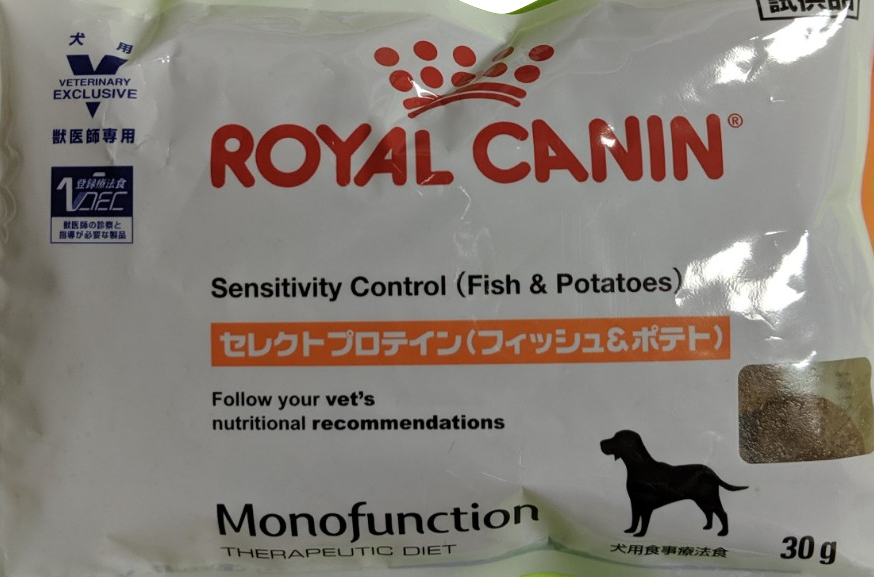 試供品
犬用
VETERINARY
EXCLUSIVE
獣医師専用
登録療法食
VDEC
獣医師の診察と
指導が必要な製品
ROYAL CANIN®
Sensitivity Control (Fish & Potatoes)
セレクトプロテイン(フィッシュ&ポテト)
Follow your vet's
nutritional recommendations
Monofunction
THERAPEUTIC DIET
犬用食事療法食
30 g